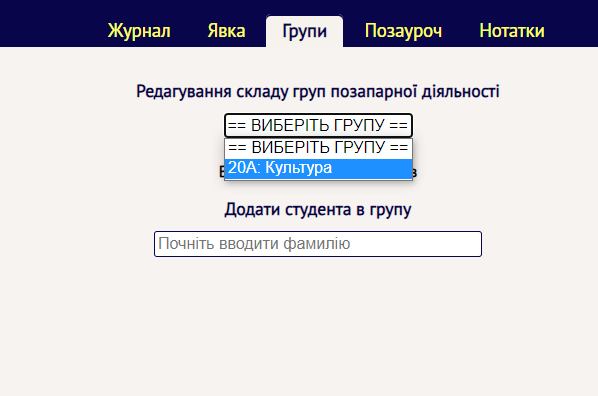 Журнал Явка Групи Позауроч Нотатки
Редагування складу груп позапарної діяльності
== ВИБЕРІТЬ ГРУПУ ==
== ВИБЕРІТЬ ГРУПУ ==
20А: Культура
Додати студента в групу
Почніть вводити фамилію